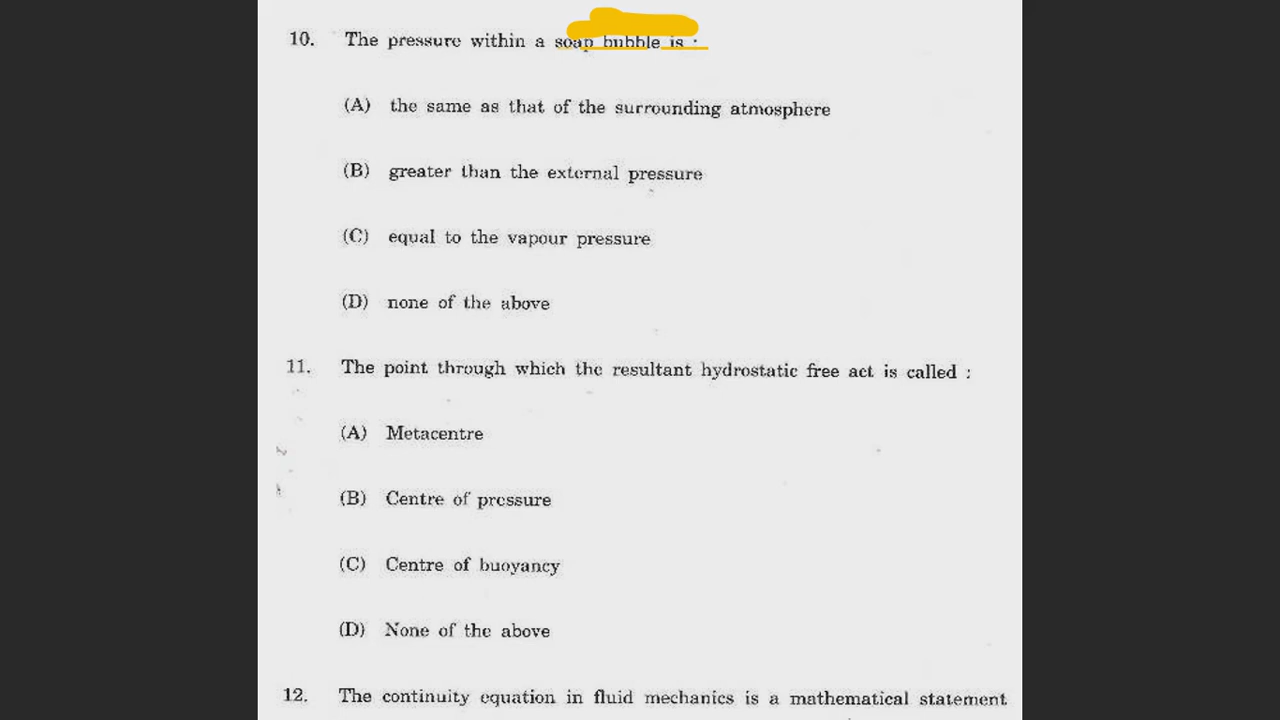 10. The pressure within a soap bubble is :
(A) the same as that of the surrounding atmosphere
(B) greater than the external pressure
(C) equal to the vapour pressure
(D) none of the above
11. The point through which the resultant hydrostatic free act is called :
(A) Metacentre
(B) Centre of pressure
(C) Centre of buoyancy
(D) None of the above
12. The continuity equation in fluid mechanics is a mathematical statement